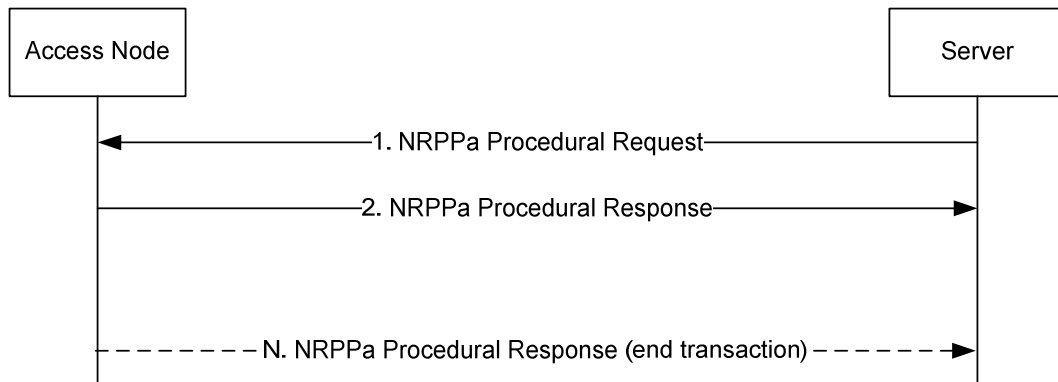 Access Node
Server
1. NRPPa Procedural Request
2. NRPPa Procedural Response
N. NRPPa Procedural Response (end transaction)